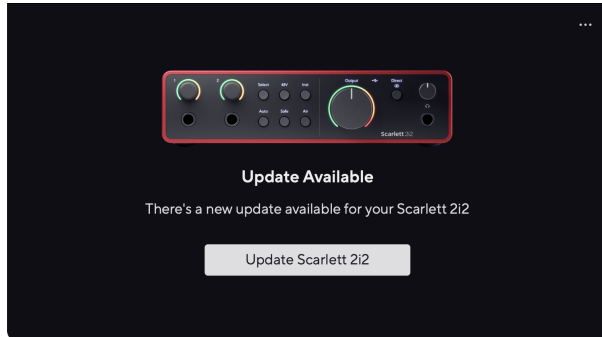 ...
1
2
Select
48V
Inst
Output
Direct
Auto
Safe
Air
Scarlett 2i2
Update Available
There's a new update available for your Scarlett 2i2
Update Scarlett 2i2